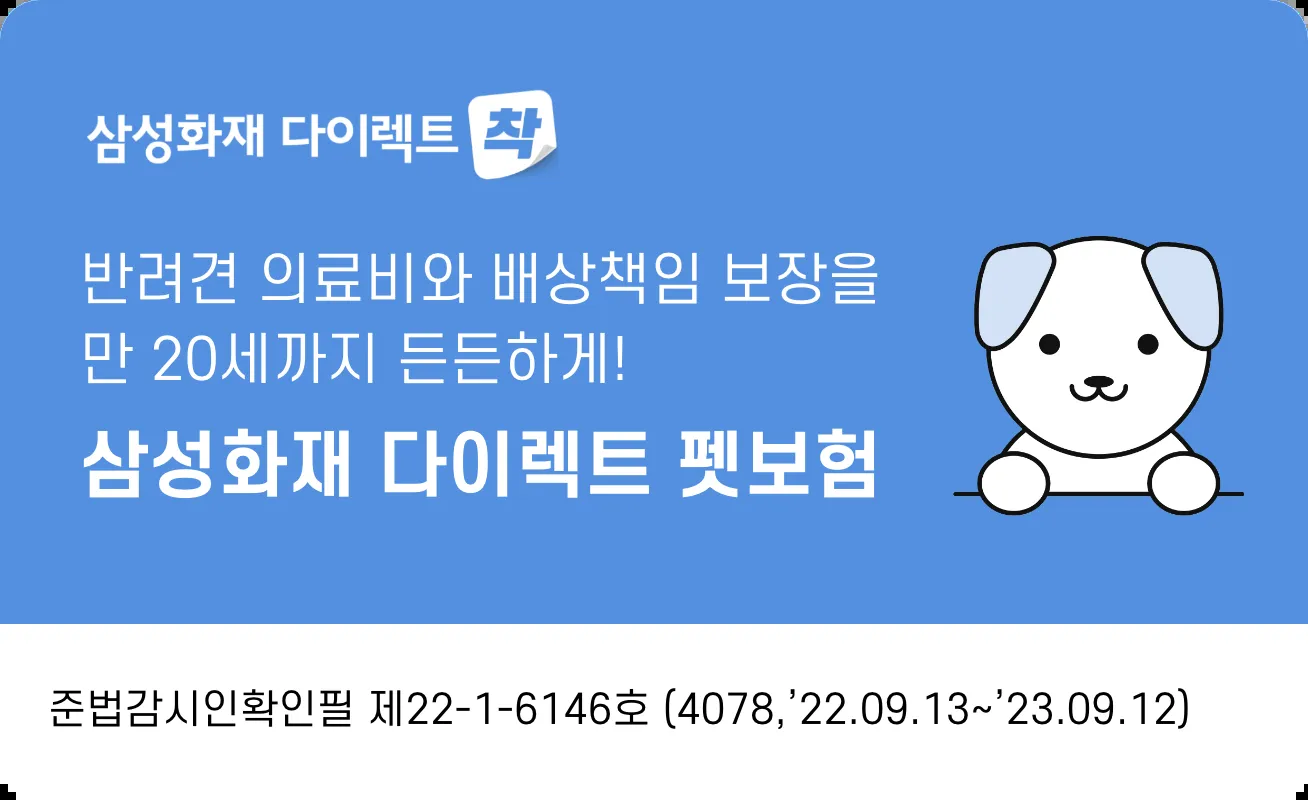 삼성화재 다이렉트 착
반려견 의료비와 배상책임 보장을
만 20세까지 든든하게!
삼성화재 다이렉트 펫보험
준법감시인확인필 제22-1-6146호 (4078,’22.09.13~’23.09.12)